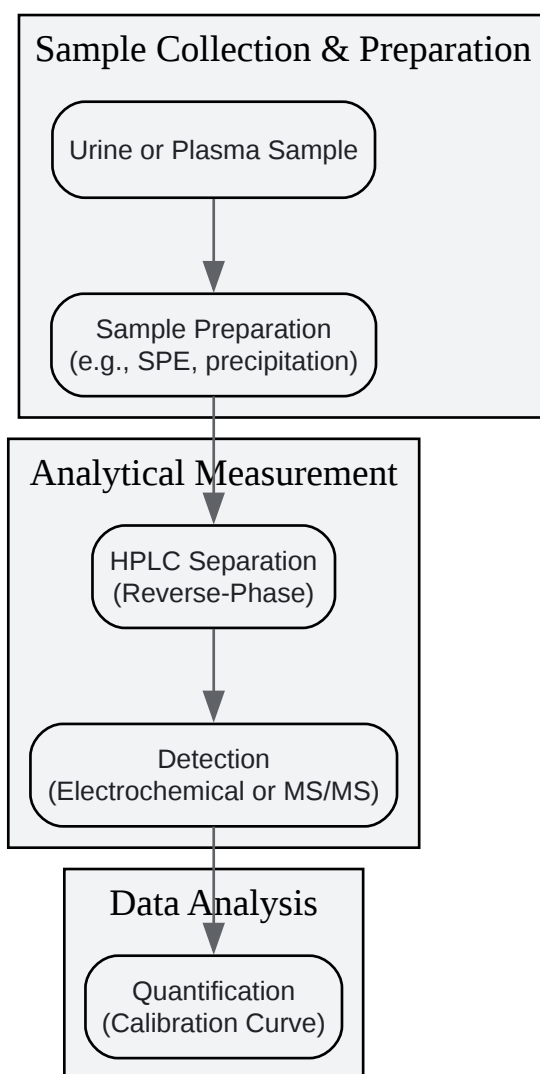 Sample Collection & Preparation
Urine or Plasma Sample
Sample Preparation
(e.g., SPE, precipitation)
Analytical Measurement
HPLC Separation
(Reverse-Phase)
Detection
(Electrochemical or MS/MS)
Data Analysis
Quantification
(Calibration Curve)